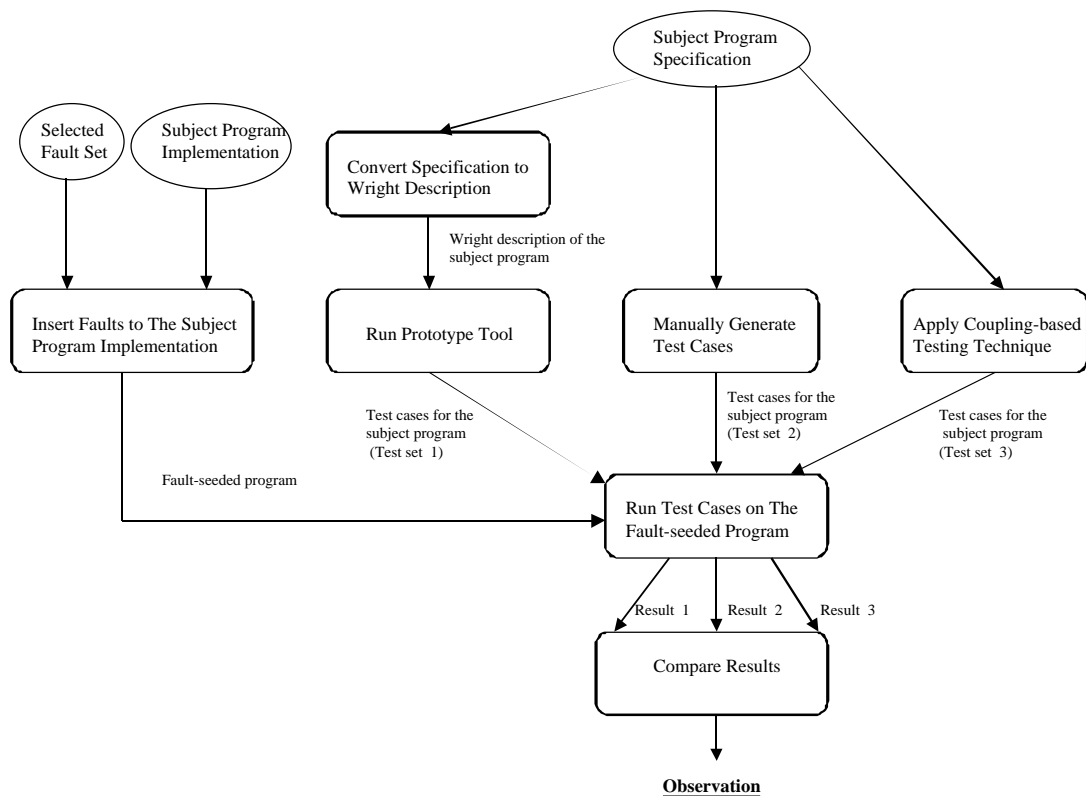 Subject Program
Specification
Selected
Fault Set
Subject Program
Implementation
Convert Specification to
Wright Description
Wright description of the
subject program
Insert Faults to The Subject
Program Implementation
Run Prototype Tool
Manually Generate
Test Cases
Apply Coupling-based
Testing Technique
Test cases for the
subject program
(Test set 1)
Test cases for the
subject program
(Test set 2)
Test cases for the
subject program
(Test set 3)
Fault-seeded program
Run Test Cases on The
Fault-seeded Program
Result 1
Result 2
Result 3
Compare Results
Observation